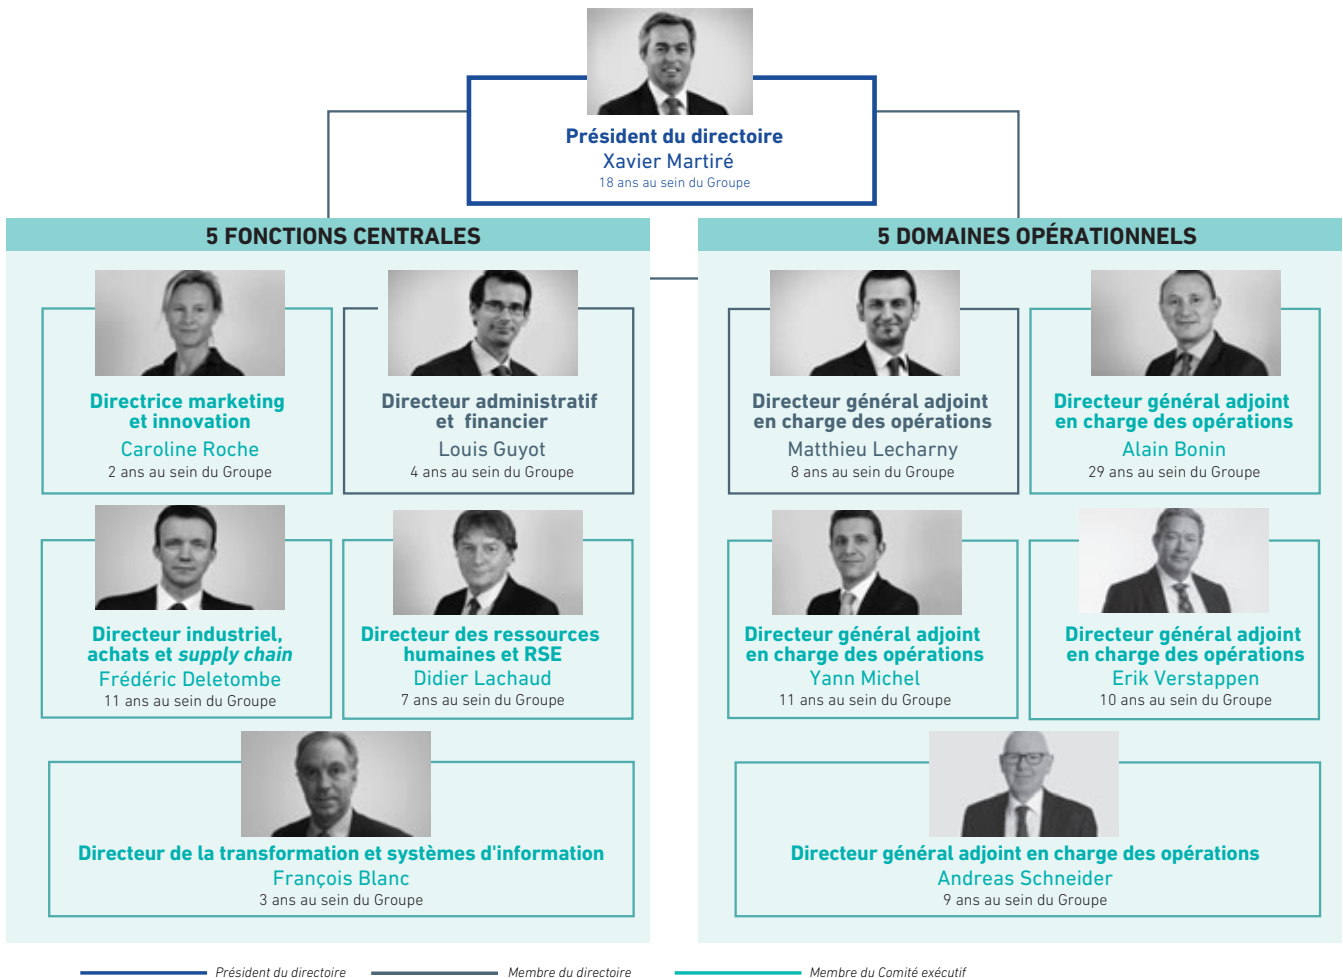 Président du directoire
Xavier Martiré
18 ans au sein du Groupe
5 FONCTIONS CENTRALES
Directrice marketing
et innovation
Caroline Roche
2 ans au sein du Groupe
Directeur administratif
et financier
Louis Guyot
4 ans au sein du Groupe
Directeur industriel,
achats et supply chain
Frédéric Deletombe
11 ans au sein du Groupe
Directeur des ressources
humaines et RSE
Didier Lachaud
7 ans au sein du Groupe
Directeur de la transformation et systèmes d'information
François Blanc
3 ans au sein du Groupe
5 DOMAINES OPÉRATIONNELS
Directeur général adjoint
en charge des opérations
Matthieu Lecharny
8 ans au sein du Groupe
Directeur général adjoint
en charge des opérations
Alain Bonin
29 ans au sein du Groupe
Directeur général adjoint
en charge des opérations
Yann Michel
11 ans au sein du Groupe
Directeur général adjoint
en charge des opérations
Erik Verstappen
10 ans au sein du Groupe
Directeur général adjoint en charge des opérations
Andreas Schneider
9 ans au sein du Groupe
Président du directoire
Membre du directoire
Membre du Comité exécutif